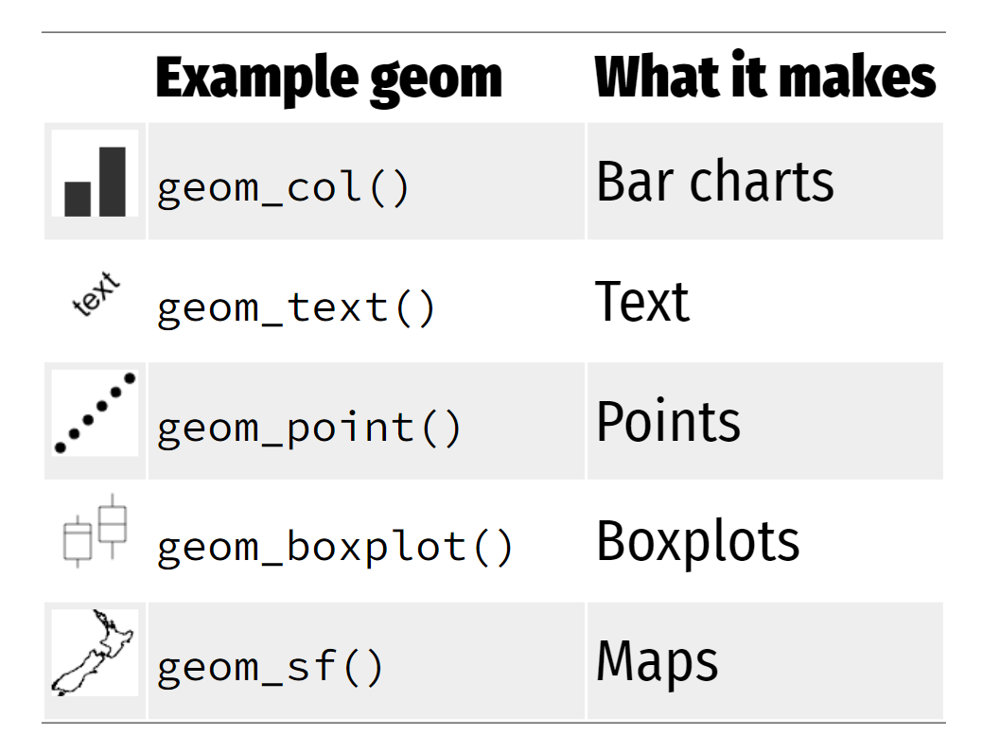 Example geom What it makes
geom_col() Bar charts
text geom_text() Text
geom_point() Points
geom_boxplot() Boxplots
geom_sf() Maps